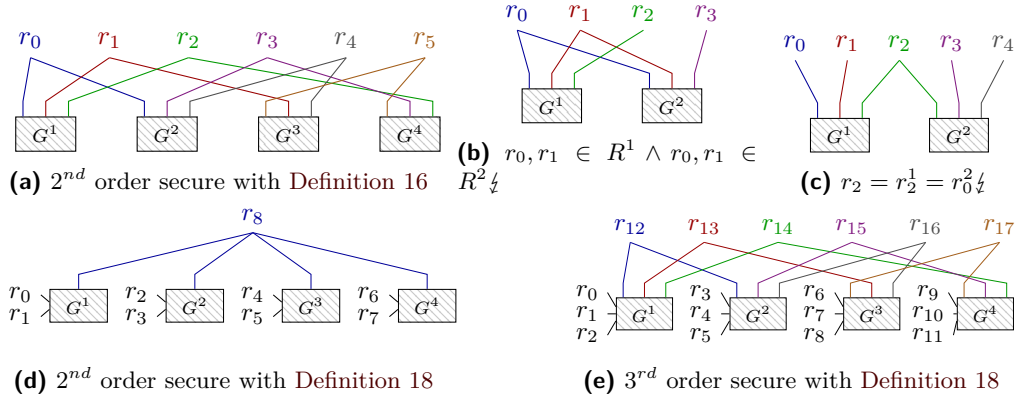 r₀ r₁ r₂ r₃ r₄ r₅
G¹ G² G³ G⁴
(a) 2ⁿᵈ order secure with Definition 16
r₀ r₁ r₂ r₃
G¹ G²
(b) r₀, r₁ ∈ R¹ ∧ r₀, r₁ ∈
R² ↯
r₀ r₁ r₂ r₃ r₄
G¹ G²
(c) r₂ = r₂¹ = r₀² ↯
r₈
r₀ r₂ r₄ r₆
G¹ G² G³ G⁴
r₁ r₃ r₅ r₇
(d) 2ⁿᵈ order secure with Definition 18
r₁₂ r₁₃ r₁₄ r₁₅ r₁₆ r₁₇
r₀ r₃ r₆ r₉
r₁ G¹ r₄ G² r₇ G³ r₁₀ G⁴
r₂ r₅ r₈ r₁₁
(e) 3ʳᵈ order secure with Definition 18